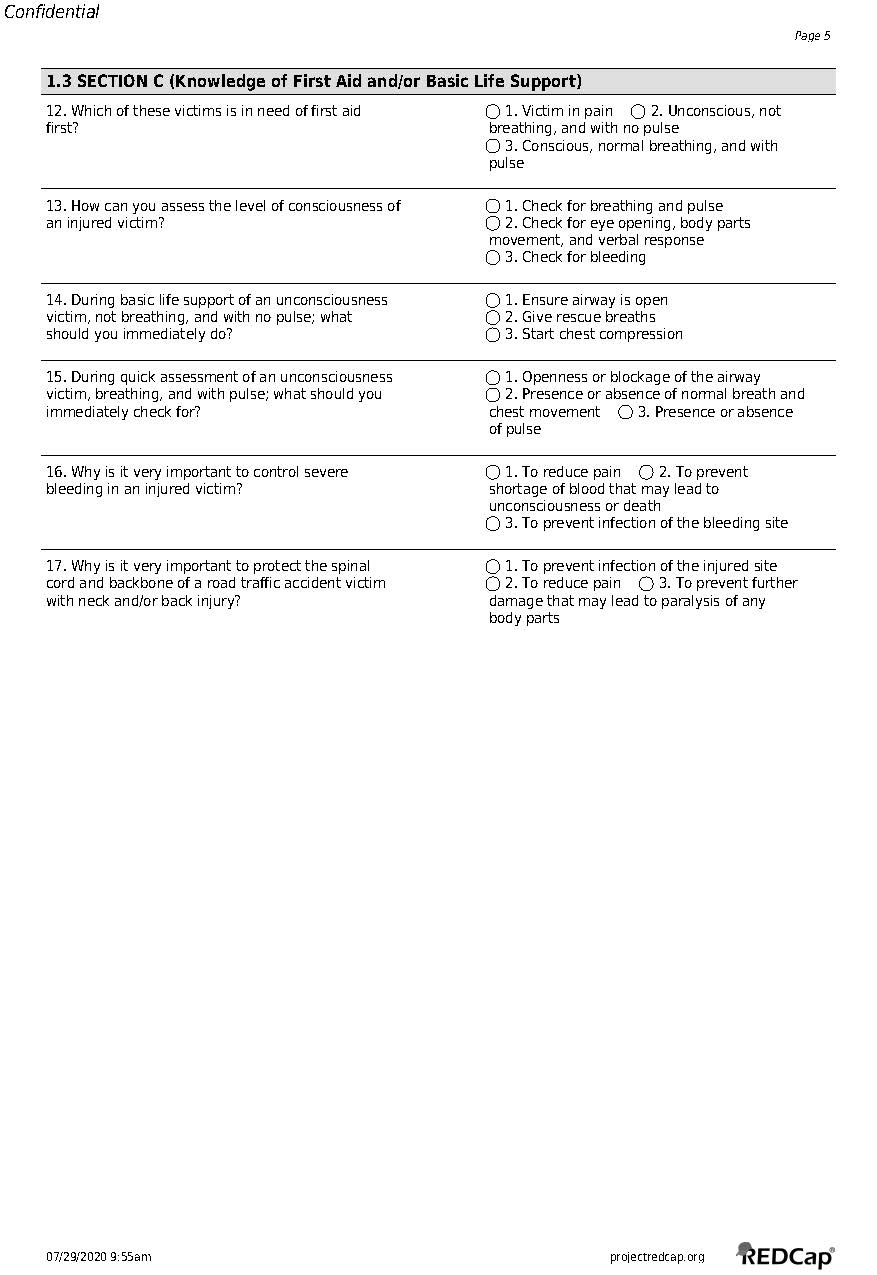 Confidential
Page 5
1.3 SECTION C (Knowledge of First Aid and/or Basic Life Support)
12. Which of these victims is in need of first aid
first?
1. Victim in pain 2. Unconscious, not
breathing, and with no pulse
3. Conscious, normal breathing, and with
pulse
13. How can you assess the level of consciousness of
an injured victim?
1. Check for breathing and pulse
2. Check for eye opening, body parts
movement, and verbal response
3. Check for bleeding
14. During basic life support of an unconsciousness
victim, not breathing, and with no pulse; what
should you immediately do?
1. Ensure airway is open
2. Give rescue breaths
3. Start chest compression
15. During quick assessment of an unconsciousness
victim, breathing, and with pulse; what should you
immediately check for?
1. Openness or blockage of the airway
2. Presence or absence of normal breath and
chest movement 3. Presence or absence
of pulse
16. Why is it very important to control severe
bleeding in an injured victim?
1. To reduce pain 2. To prevent
shortage of blood that may lead to
unconsciousness or death
3. To prevent infection of the bleeding site
17. Why is it very important to protect the spinal
cord and backbone of a road traffic accident victim
with neck and/or back injury?
1. To prevent infection of the injured site
2. To reduce pain 3. To prevent further
damage that may lead to paralysis of any
body parts
07/29/2020 9:55am
projectredcap.org
REDCap®